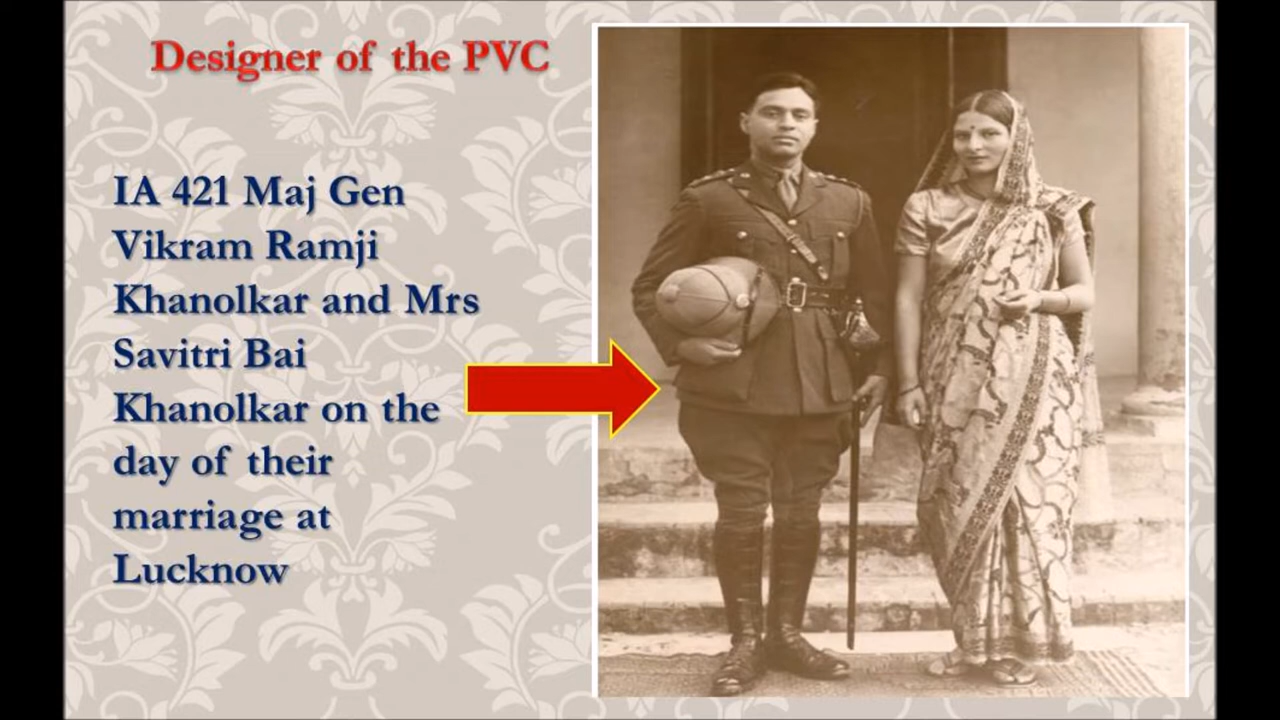 Designer of the PVC
IA 421 Maj Gen
Vikram Ramji
Khanolkar and Mrs
Savitri Bai
Khanolkar on the
day of their
marriage at
Lucknow